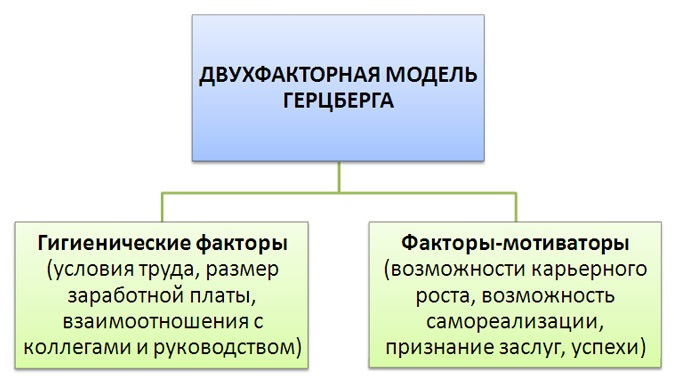 ДВУХФАКТОРНАЯ МОДЕЛЬ
ГЕРЦБЕРГА
Гигиенические факторы
(условия труда, размер
заработной платы,
взаимоотношения с
коллегами и руководством)
Факторы-мотиваторы
(возможности карьерного
роста, возможность
самореализации,
признание заслуг, успехи)